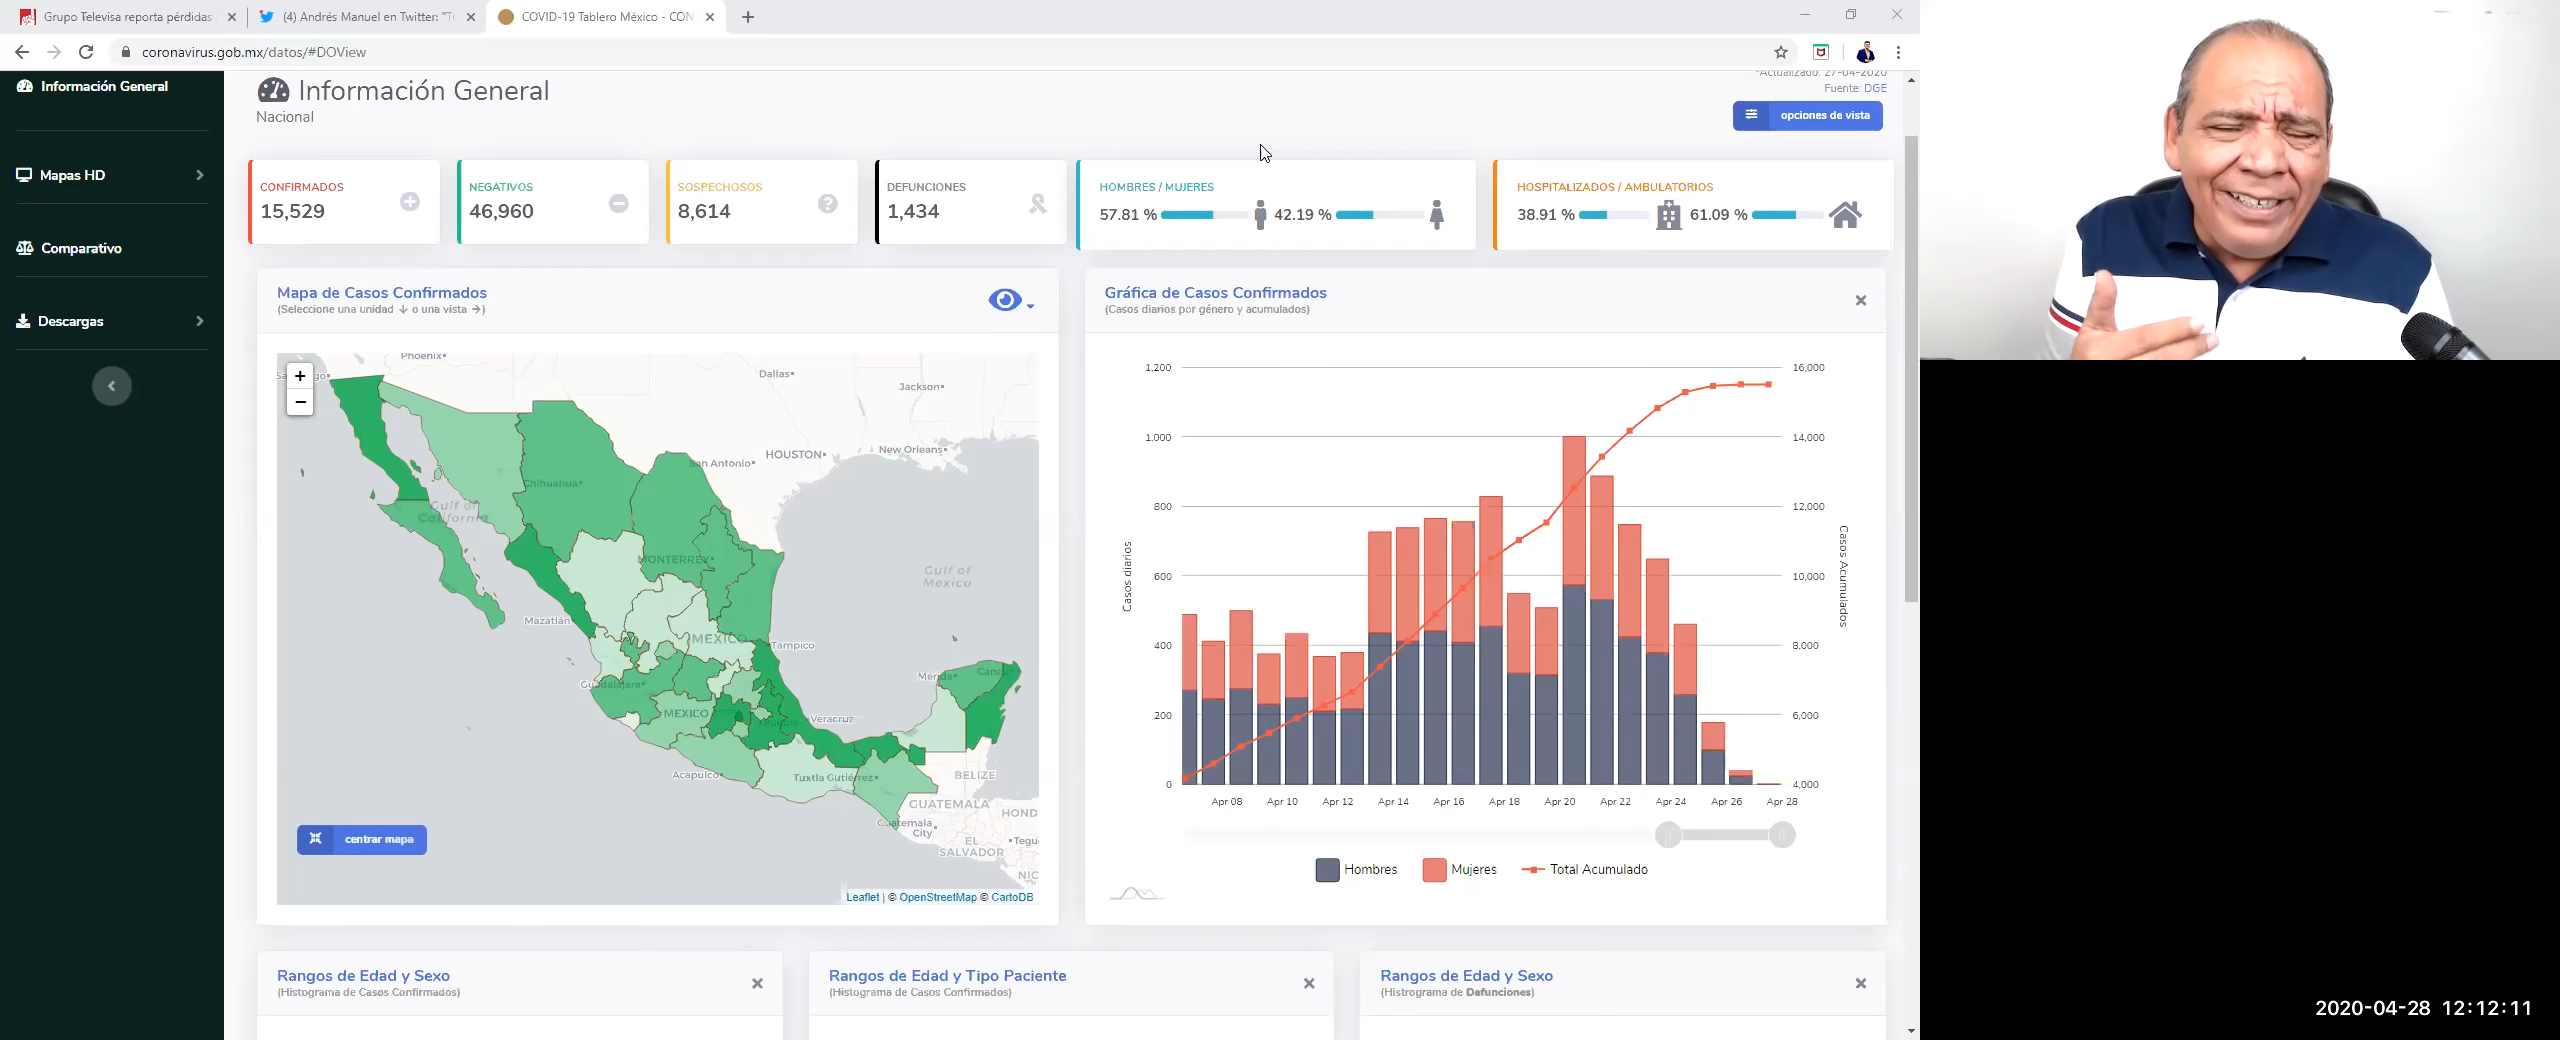 Grupo Televisa reporta pérdidas
(4) Andrés Manuel en Twitter: "T
COVID-19 Tablero México - CON
coronavirus.gob.mx/datos/#DOView
Información General
Mapas HD
Comparativo
Descargas
Información General
Nacional
*Actualizado: 27-04-2020
Fuente: DGE
opciones de vista
CONFIRMADOS
15,529
NEGATIVOS
46,960
SOSPECHOSOS
8,614
DEFUNCIONES
1,434
HOMBRES / MUJERES
57.81 % 42.19 %
HOSPITALIZADOS / AMBULATORIOS
38.91 % 61.09 %
Mapa de Casos Confirmados
(Seleccione una unidad ↓ o una vista →)
+
−
Phoenix
Dallas
Jackson
San Antonio
HOUSTON
New Orleans
Chihuahua
Gulf of
California
MONTERREY
Gulf of
Mexico
Mazatlán
MEXICO
Tampico
Guadalajara
Mérida
Cancú
MEXICO
Puebla
Veracruz
Acapulco
Tuxtla Gutiérrez
BELIZE
GUATEMALA
HOND
Guatemala
City
EL
SALVADOR
Tegu
NIC
centrar mapa
Leaflet | © OpenStreetMap © CartoDB
Gráfica de Casos Confirmados
(Casos diarios por género y acumulados)
1,200
1,000
800
600
400
200
0
Casos diarios
16,000
14,000
12,000
10,000
8,000
6,000
4,000
Casos Acumulados
Apr 08 Apr 10 Apr 12 Apr 14 Apr 16 Apr 18 Apr 20 Apr 22 Apr 24 Apr 26 Apr 28
Hombres Mujeres Total Acumulado
Rangos de Edad y Sexo
(Histograma de Casos Confirmados)
Rangos de Edad y Tipo Paciente
(Histograma de Casos Confirmados)
Rangos de Edad y Sexo
(Histrograma de Defunciones)
2020-04-28 12:12:11